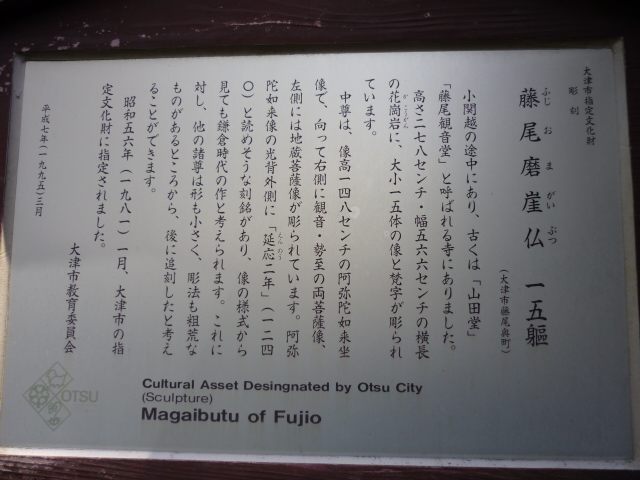 大津市指定文化財
彫刻
ふじ お ま がい ぶつ
藤尾磨崖仏 一五軀
(大津市藤尾奥町)
小関越の途中にあり、古くは「山田堂」
「藤尾観音堂」と呼ばれる寺にありました。
高さ二七八センチ・幅五六六センチの横長
の花崗岩に、大小一五体の像と梵字が彫られ
ています。
中尊は、像高一四八センチの阿弥陀如来坐
像で、向って右側に観音・勢至の両菩薩像、
左側には地蔵菩薩像が彫られています。阿弥
陀如来像の光背外側に「延応二年」(一二四
〇)と読めそうな刻銘があり、像の様式から
見ても鎌倉時代の作と考えられます。これに
対し、他の諸尊は形も小さく、彫法も粗荒な
ものがあるところから、後に追刻したと考え
ることができます。
昭和五六年(一九八一)一月、大津市の指
定文化財に指定されました。
大津市教育委員会
平成七年(一九九五)三月
OTSU
Cultural Asset Desingnated by Otsu City
(Sculpture)
Magaibutu of Fujio